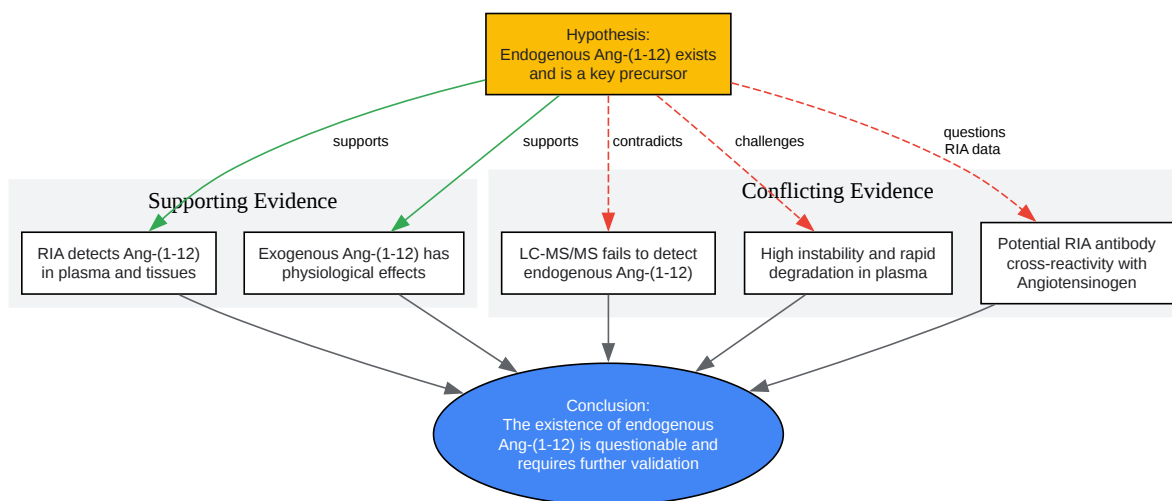 Hypothesis:
Endogenous Ang-(1-12) exists
and is a key precursor
supports
supports
contradicts
challenges
questions
RIA data
Supporting Evidence
Conflicting Evidence
RIA detects Ang-(1-12)
in plasma and tissues
Exogenous Ang-(1-12) has
physiological effects
LC-MS/MS fails to detect
endogenous Ang-(1-12)
High instability and rapid
degradation in plasma
Potential RIA antibody
cross-reactivity with
Angiotensinogen
Conclusion:
The existence of endogenous
Ang-(1-12) is questionable and
requires further validation